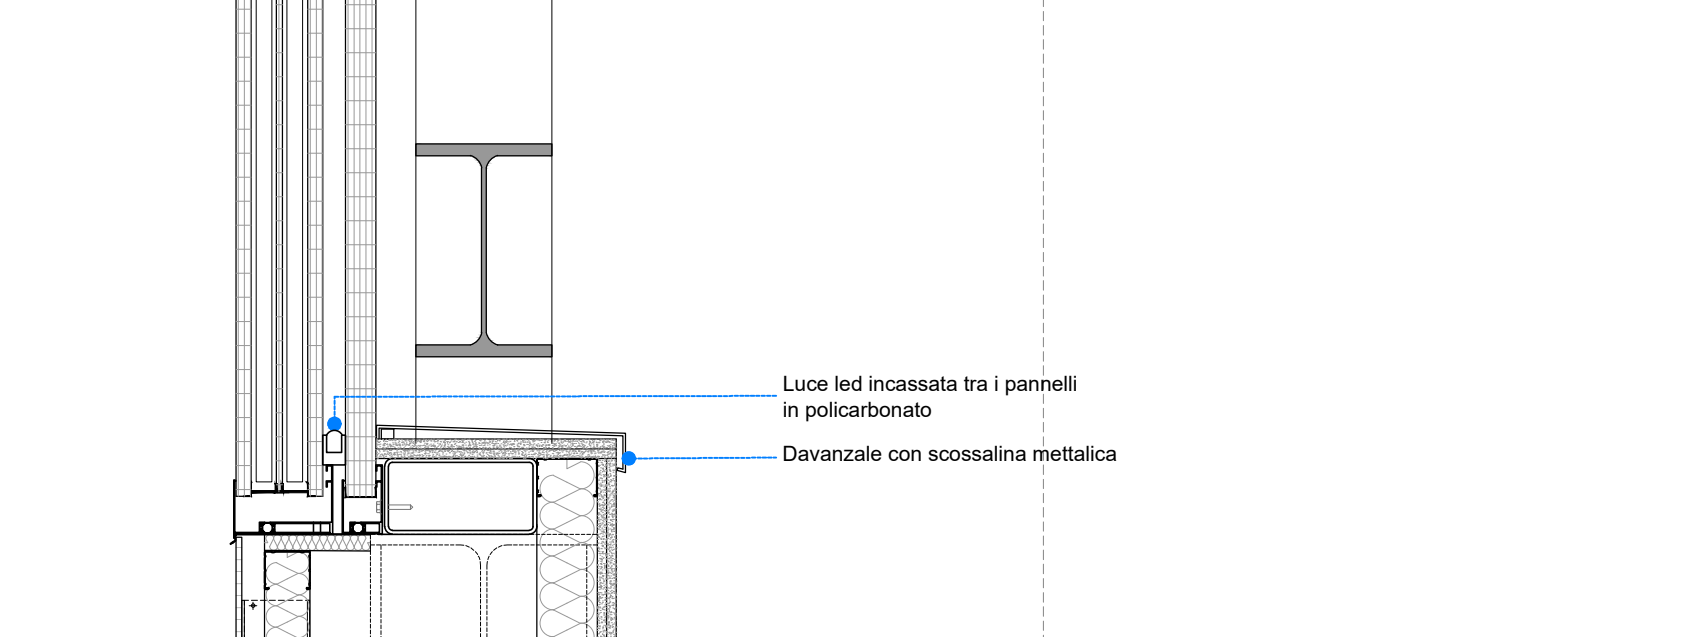 Luce led incassata tra i pannelli
in policarbonato
Davanzale con scossalina mettalica